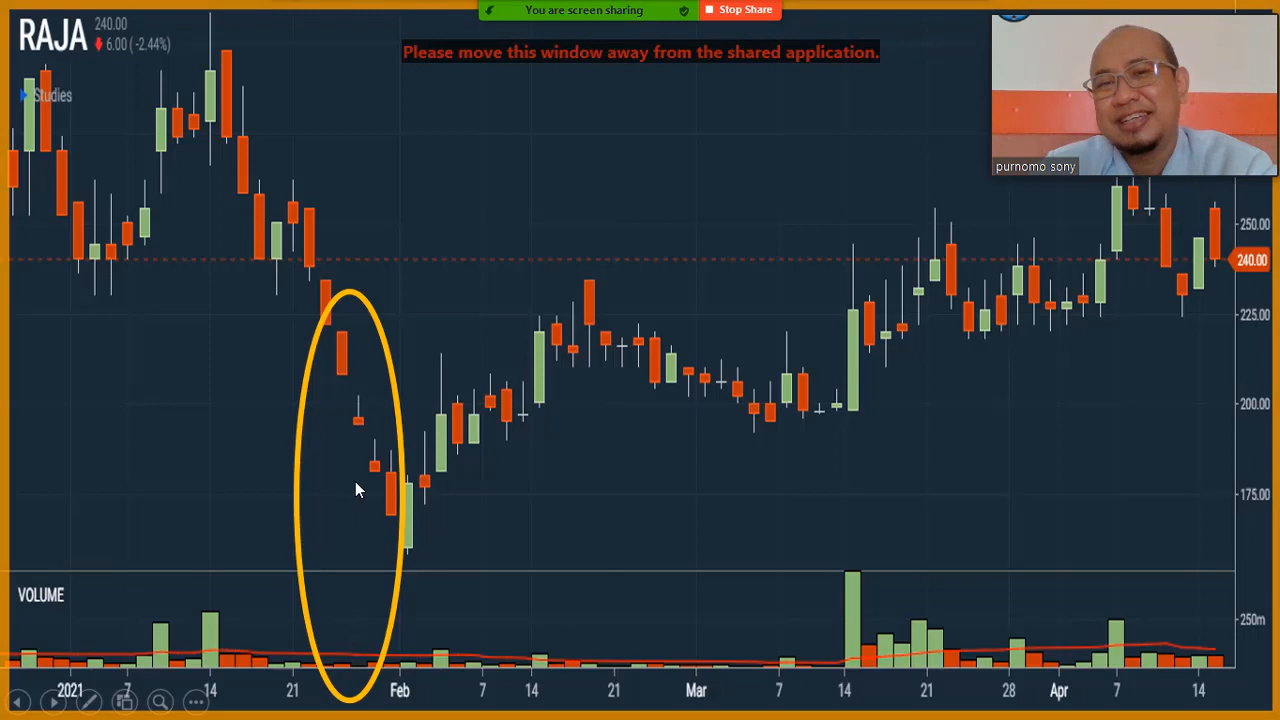 You are screen sharing
Stop Share
RAJA
240.00
6.00 (-2.44%)
Please move this window away from the shared application.
Studies
purnomo sony
250.00
240.00
225.00
200.00
175.00
VOLUME
250m
2021 7 14 21 Feb 7 14 21 Mar 7 14 21 28 Apr 7 14